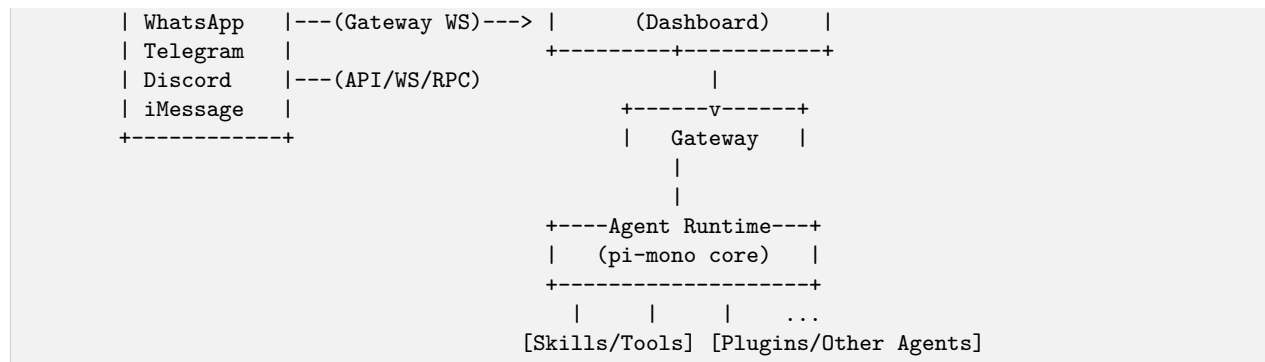 | WhatsApp   |---(Gateway WS)---> |      (Dashboard)     |
| Telegram   |                    +---------+-----------+
| Discord    |---(API/WS/RPC)                 |
| iMessage   |                         +------v------+
+------------+                         |   Gateway   |
|
|
+----Agent Runtime---+
|   (pi-mono core)   |
+--------------------+
|     |     |    ...
[Skills/Tools] [Plugins/Other Agents]